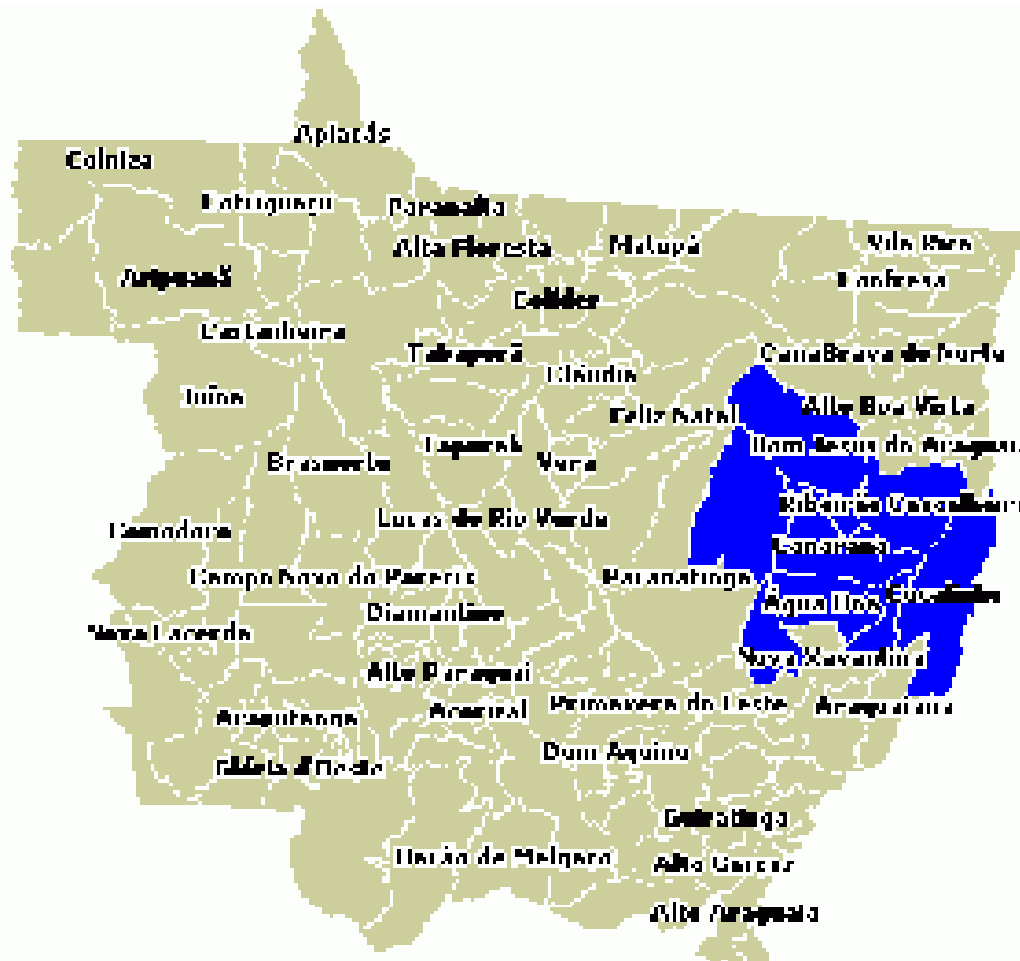 Apiacás
Colniza
Cotriguaçu
Paranaíta
Vila Rica
Alta Floresta
Matupá
Aripuanã
Confresa
Colíder
Castanheira
Tabaporã
CanaBrava do Norte
Cláudia
Juína
Alto Boa Vista
Feliz Natal
Tapurah
Bom Jesus do Araguaia
Brasnorte
Vera
Ribeirão Cascalheira
Lucas do Rio Verde
Comodoro
Canarana
Campo Novo do Parecis
Paranatinga
Água Boa
Cocalinho
Diamantino
Nova Lacerda
Nova Xavantina
Alto Paraguai
Primavera do Leste
Araguaiana
Araputanga
Acorizal
Dom Aquino
Glória d'Oeste
Guiratinga
Barão de Melgaço
Alto Garças
Alto Araguaia